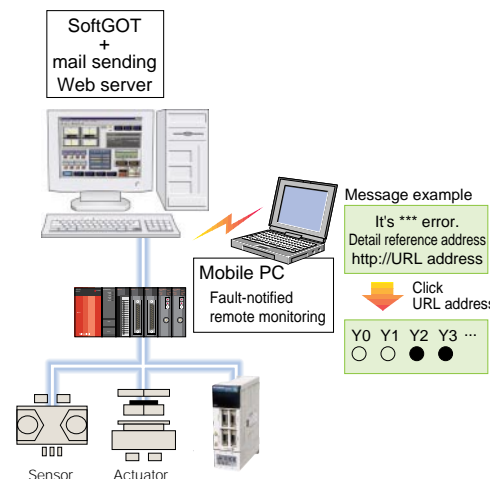 SoftGOT
+
mail sending
Web server
Message example
It's *** error.
Detail reference address
http://URL address
Mobile PC
Fault-notified
remote monitoring
Click
URL address
Y0 Y1 Y2 Y3 ···
Sensor
Actuator